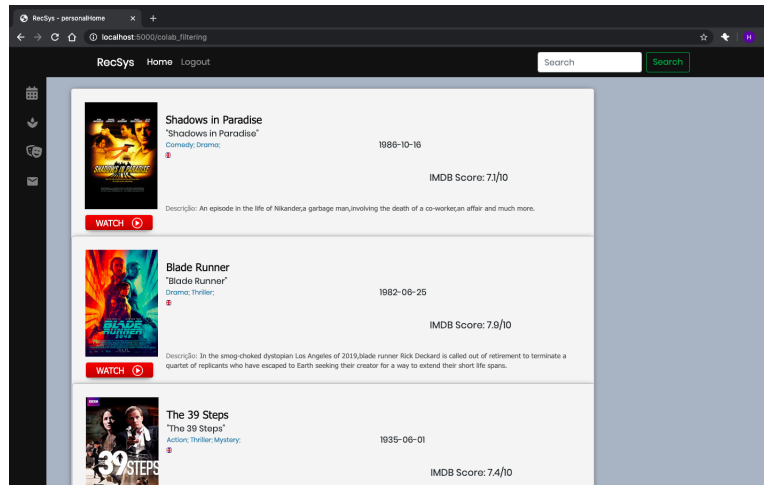 RecSys - personalHome
localhost:5000/colab_filtering
H
RecSys Home Logout Search Search
Shadows in Paradise
"Shadows in Paradise"
Comedy; Drama;
1986-10-16
IMDB Score: 7.1/10
Descrição: An episode in the life of Nikander,a garbage man,involving the death of a co-worker,an affair and much more.
SHADOWS IN PARADISE
WATCH
Blade Runner
"Blade Runner"
Drama; Thriller;
1982-06-25
IMDB Score: 7.9/10
Descrição: In the smog-choked dystopian Los Angeles of 2019,blade runner Rick Deckard is called out of retirement to terminate a
quartet of replicants who have escaped to Earth seeking their creator for a way to extend their short life spans.
BLADE
RUNNER
2049
WATCH
The 39 Steps
"The 39 Steps"
Action; Thriller; Mystery;
1935-06-01
IMDB Score: 7.4/10
BBC
39 STEPS